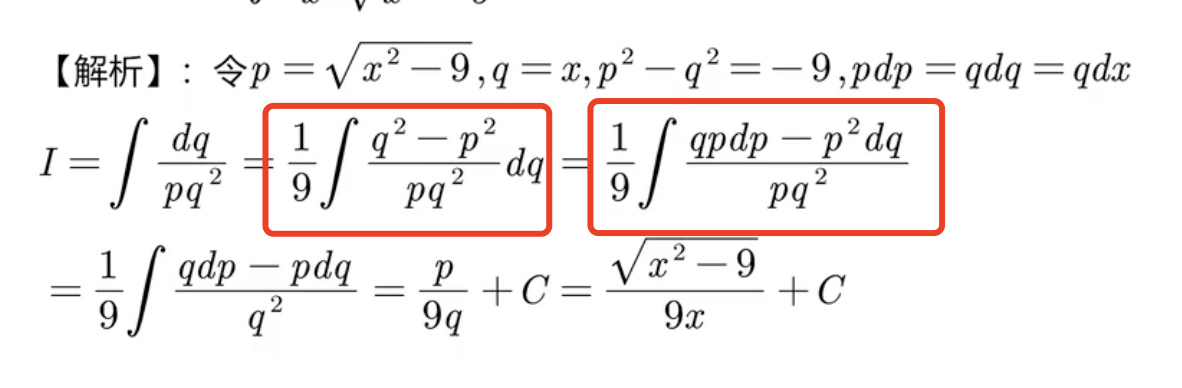 【解析】：令p = √(x² − 9), q = x, p² − q² = − 9, pdp = qdq = qdx
I = ∫ dq/(pq²) = 1/9 ∫ (q² − p²)/(pq²) dq = 1/9 ∫ (qpdp − p²dq)/(pq²)
= 1/9 ∫ (qdp − pdq)/q² = p/(9q) + C = √(x² − 9)/(9x) + C